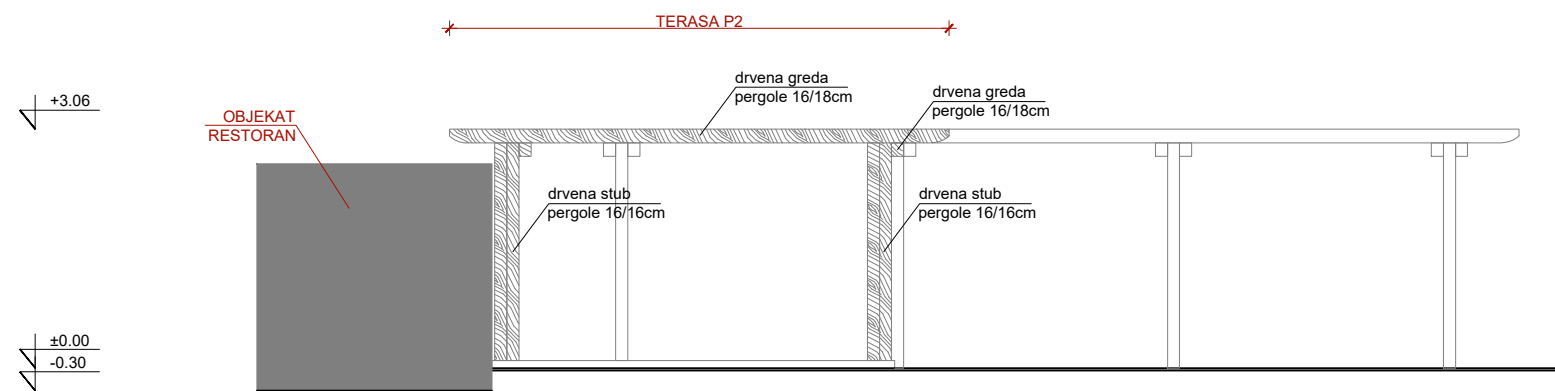 TERASA P2
drvena greda
pergole 16/18cm
drvena greda
pergole 16/18cm
+3.06
OBJEKAT
RESTORAN
drvena stub
pergole 16/16cm
drvena stub
pergole 16/16cm
±0.00
-0.30